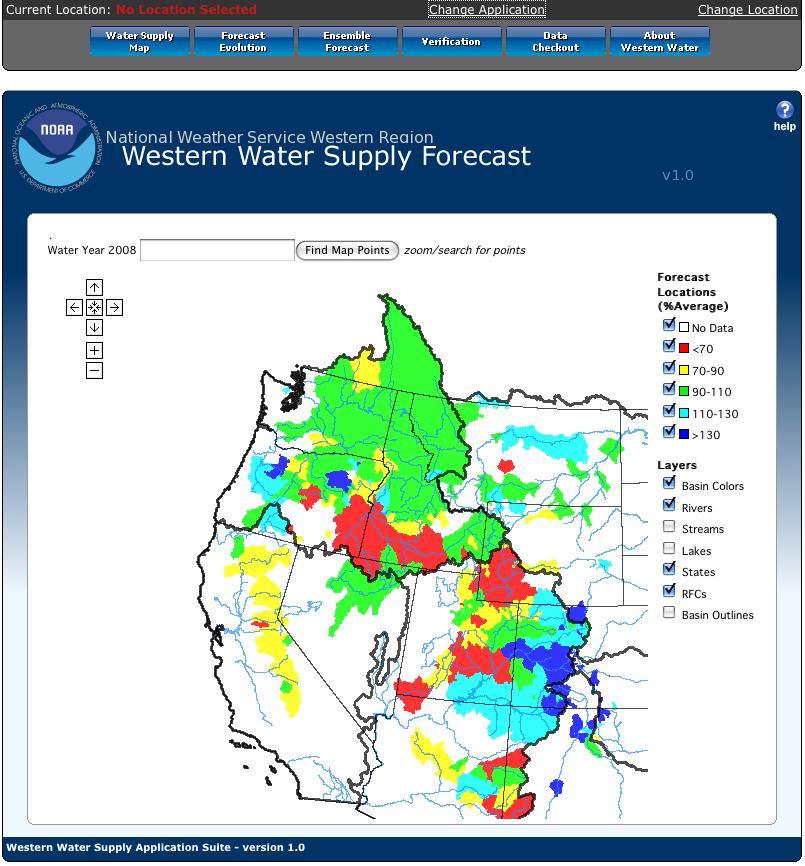 Current Location: No Location Selected
Change Application
Change Location
Water Supply
Map
Forecast
Evolution
Ensemble
Forecast
Verification
Data
Checkout
About
Western Water
NATIONAL OCEANIC AND ATMOSPHERIC ADMINISTRATION
NOAA
U.S. DEPARTMENT OF COMMERCE
National Weather Service Western Region
Western Water Supply Forecast
v1.0
?
help
.
Water Year 2008
Find Map Points
zoom/search for points
Forecast
Locations
(%Average)
No Data
<70
70-90
90-110
110-130
>130
Layers
Basin Colors
Rivers
Streams
Lakes
States
RFCs
Basin Outlines
Western Water Supply Application Suite - version 1.0